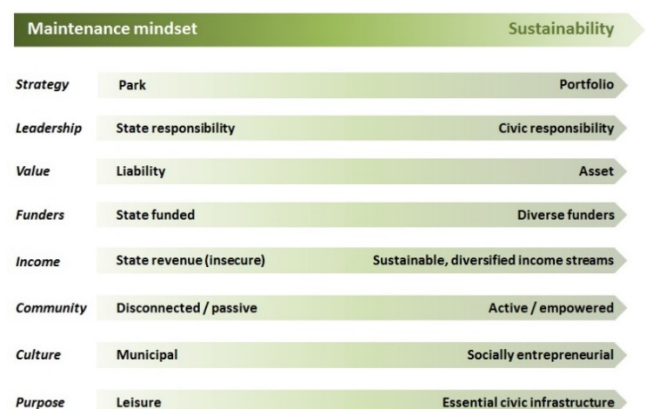 Maintenance mindset Sustainability
Strategy Park Portfolio
Leadership State responsibility Civic responsibility
Value Liability Asset
Funders State funded Diverse funders
Income State revenue (insecure) Sustainable, diversified income streams
Community Disconnected / passive Active / empowered
Culture Municipal Socially entrepreneurial
Purpose Leisure Essential civic infrastructure